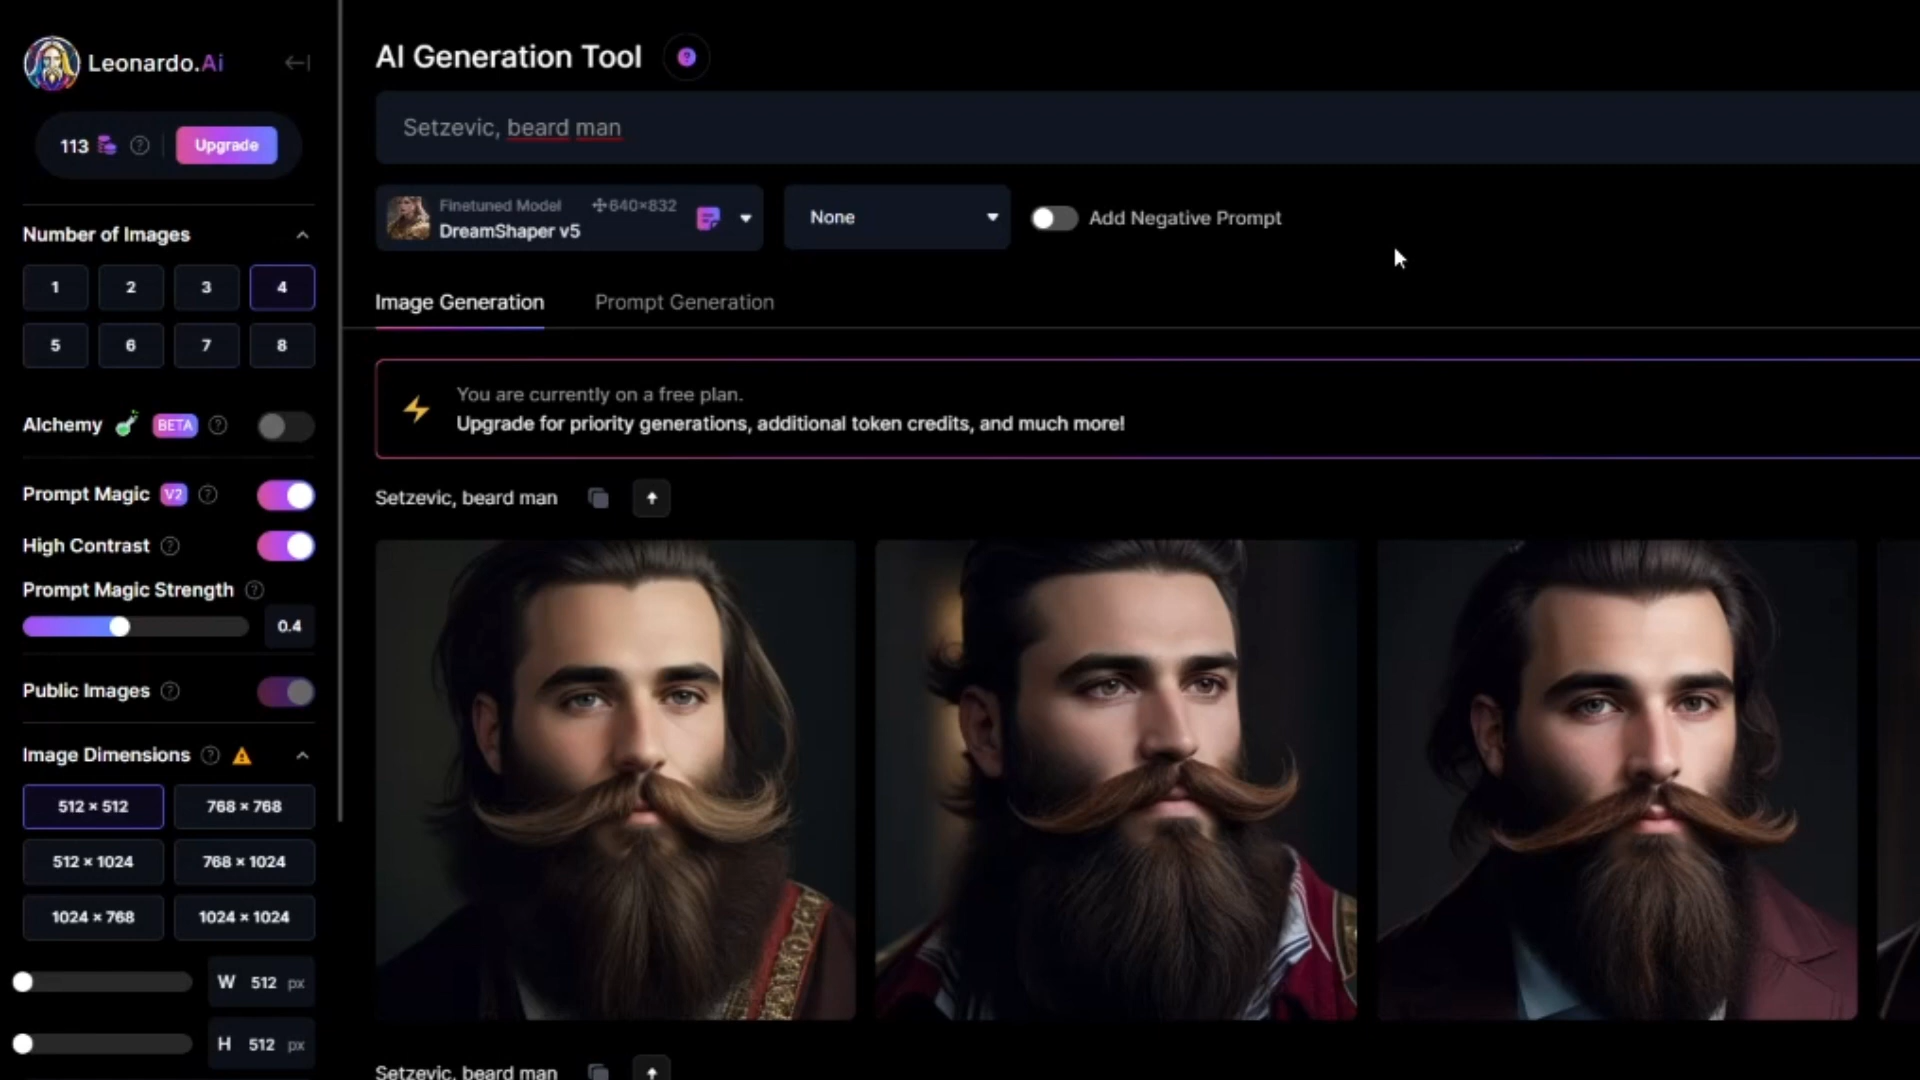 Leonardo.Ai
113
Upgrade
Number of Images
1 2 3 4
5 6 7 8
Alchemy BETA
Prompt Magic V2
High Contrast
Prompt Magic Strength
0.4
Public Images
Image Dimensions
512 × 512 768 × 768
512 × 1024 768 × 1024
1024 × 768 1024 × 1024
W 512 px
H 512 px
AI Generation Tool ?
Setzevic, beard man
Finetuned Model 640×832
DreamShaper v5
None
Add Negative Prompt
Image Generation Prompt Generation
You are currently on a free plan.
Upgrade for priority generations, additional token credits, and much more!
Setzevic, beard man
Setzevic, beard man